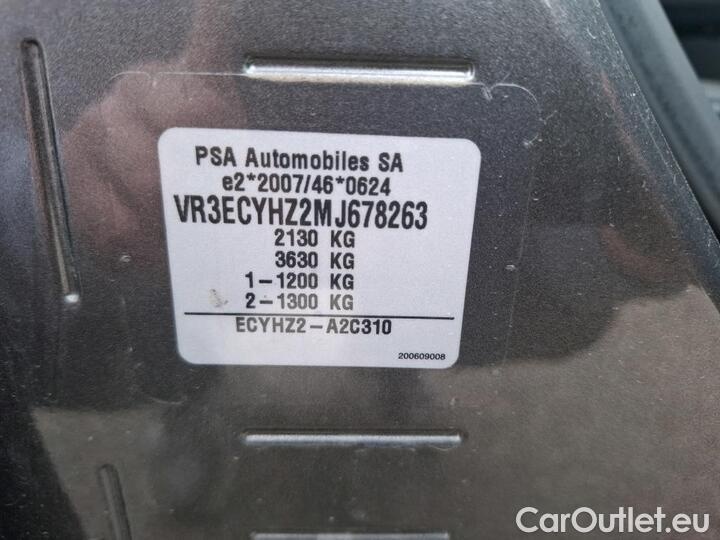 PSA Automobiles SA
e2*2007/46*0624
VR3ECYHZ2MJ678263
2130 KG
3630 KG
1-1200 KG
2-1300 KG
ECYHZ2-A2C310
200609008
CarOutlet.eu